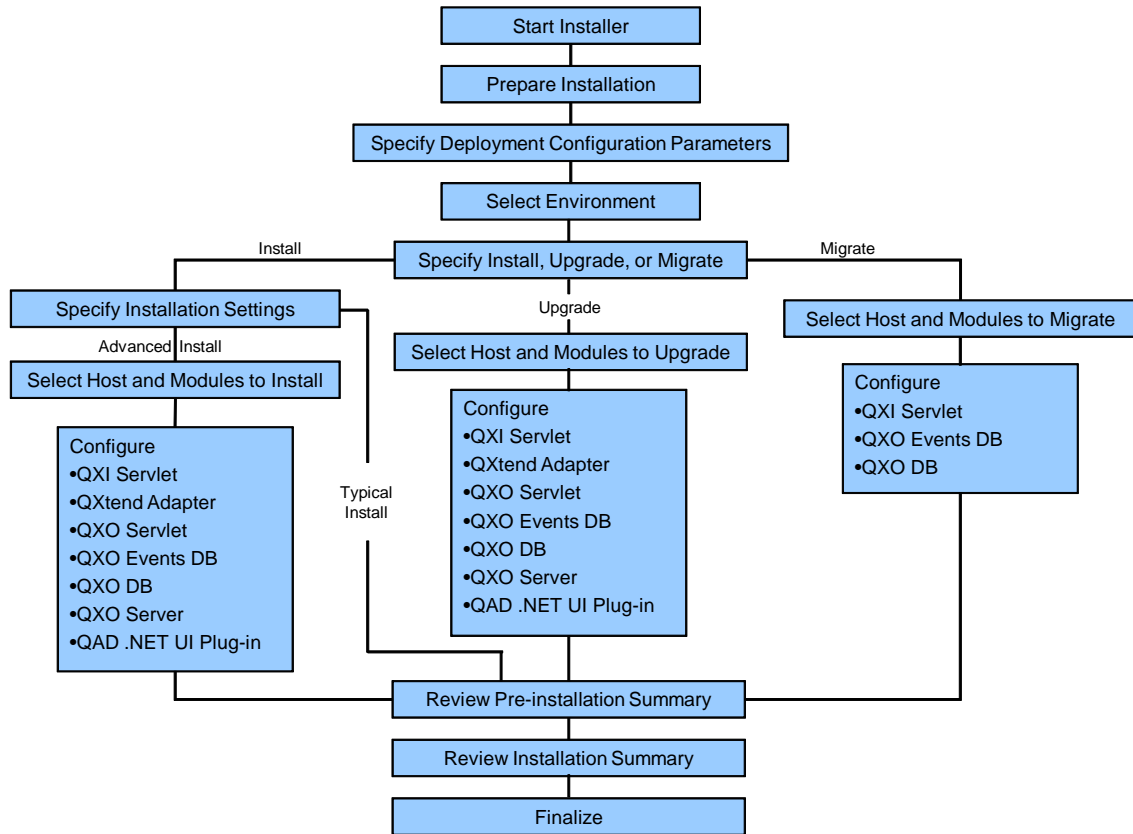 Start Installer
Prepare Installation
Specify Deployment Configuration Parameters
Select Environment
Install
Specify Install, Upgrade, or Migrate
Migrate
Specify Installation Settings
Upgrade
Select Host and Modules to Migrate
Advanced Install
Select Host and Modules to Upgrade
Select Host and Modules to Install
Configure
•QXI Servlet
•QXtend Adapter
•QXO Servlet
•QXO Events DB
•QXO DB
•QXO Server
•QAD .NET UI Plug-in
Typical
Install
Configure
•QXI Servlet
•QXtend Adapter
•QXO Servlet
•QXO Events DB
•QXO DB
•QXO Server
•QAD .NET UI Plug-in
Configure
•QXI Servlet
•QXO Events DB
•QXO DB
Review Pre-installation Summary
Review Installation Summary
Finalize